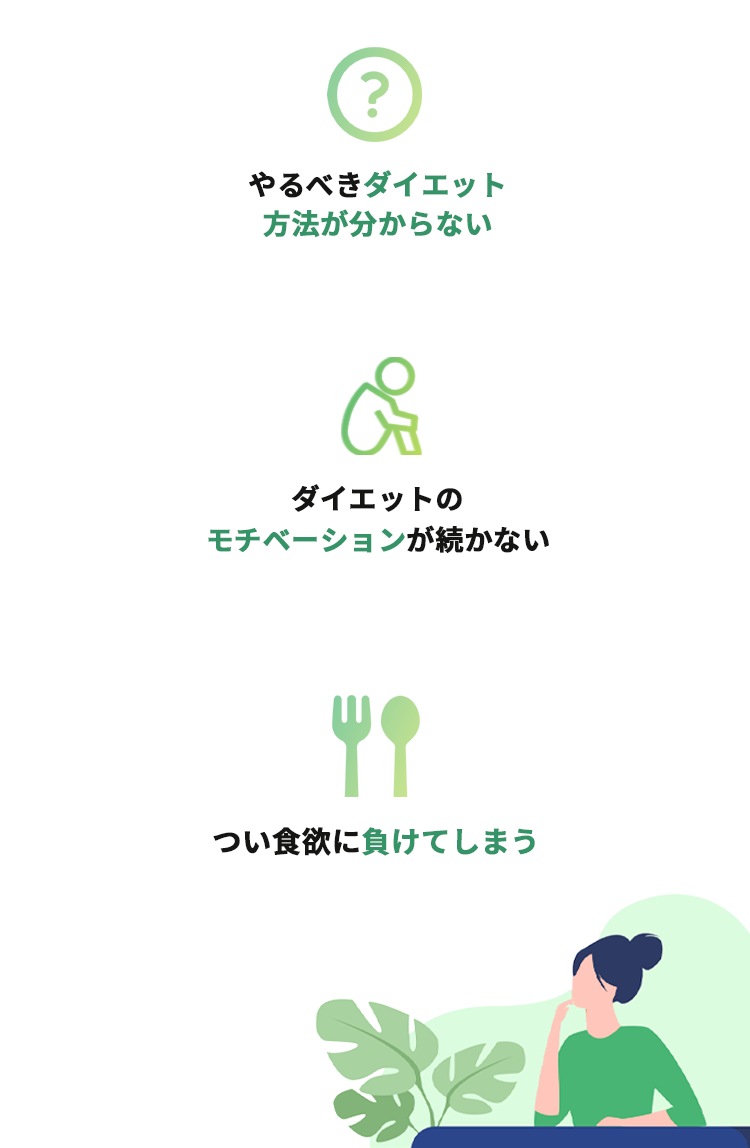 やるべきダイエット
方法が分からない
ダイエットの
モチベーションが続かない
つい食欲に負けてしまう